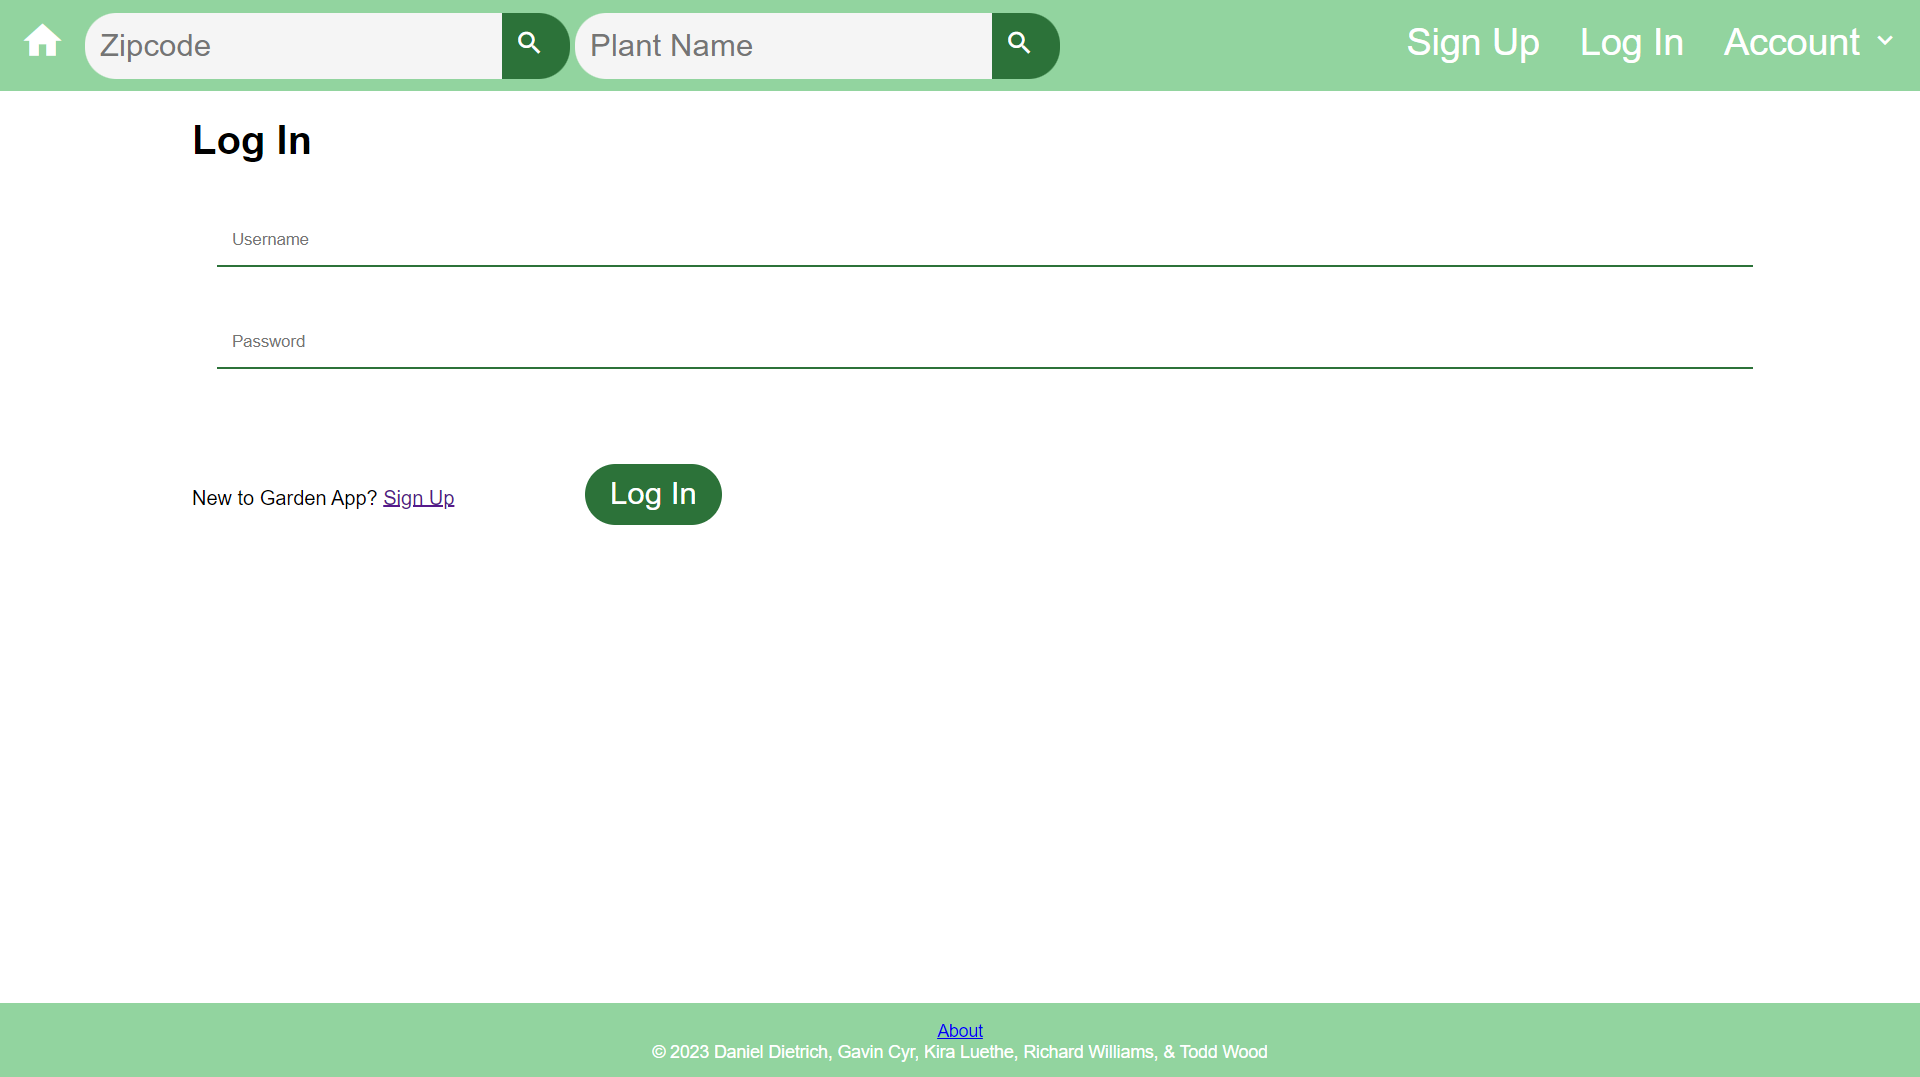 Zipcode
Plant Name
Sign Up
Log In
Account
Log In
Username
Password
New to Garden App? Sign Up
Log In
About
© 2023 Daniel Dietrich, Gavin Cyr, Kira Luethe, Richard Williams, & Todd Wood